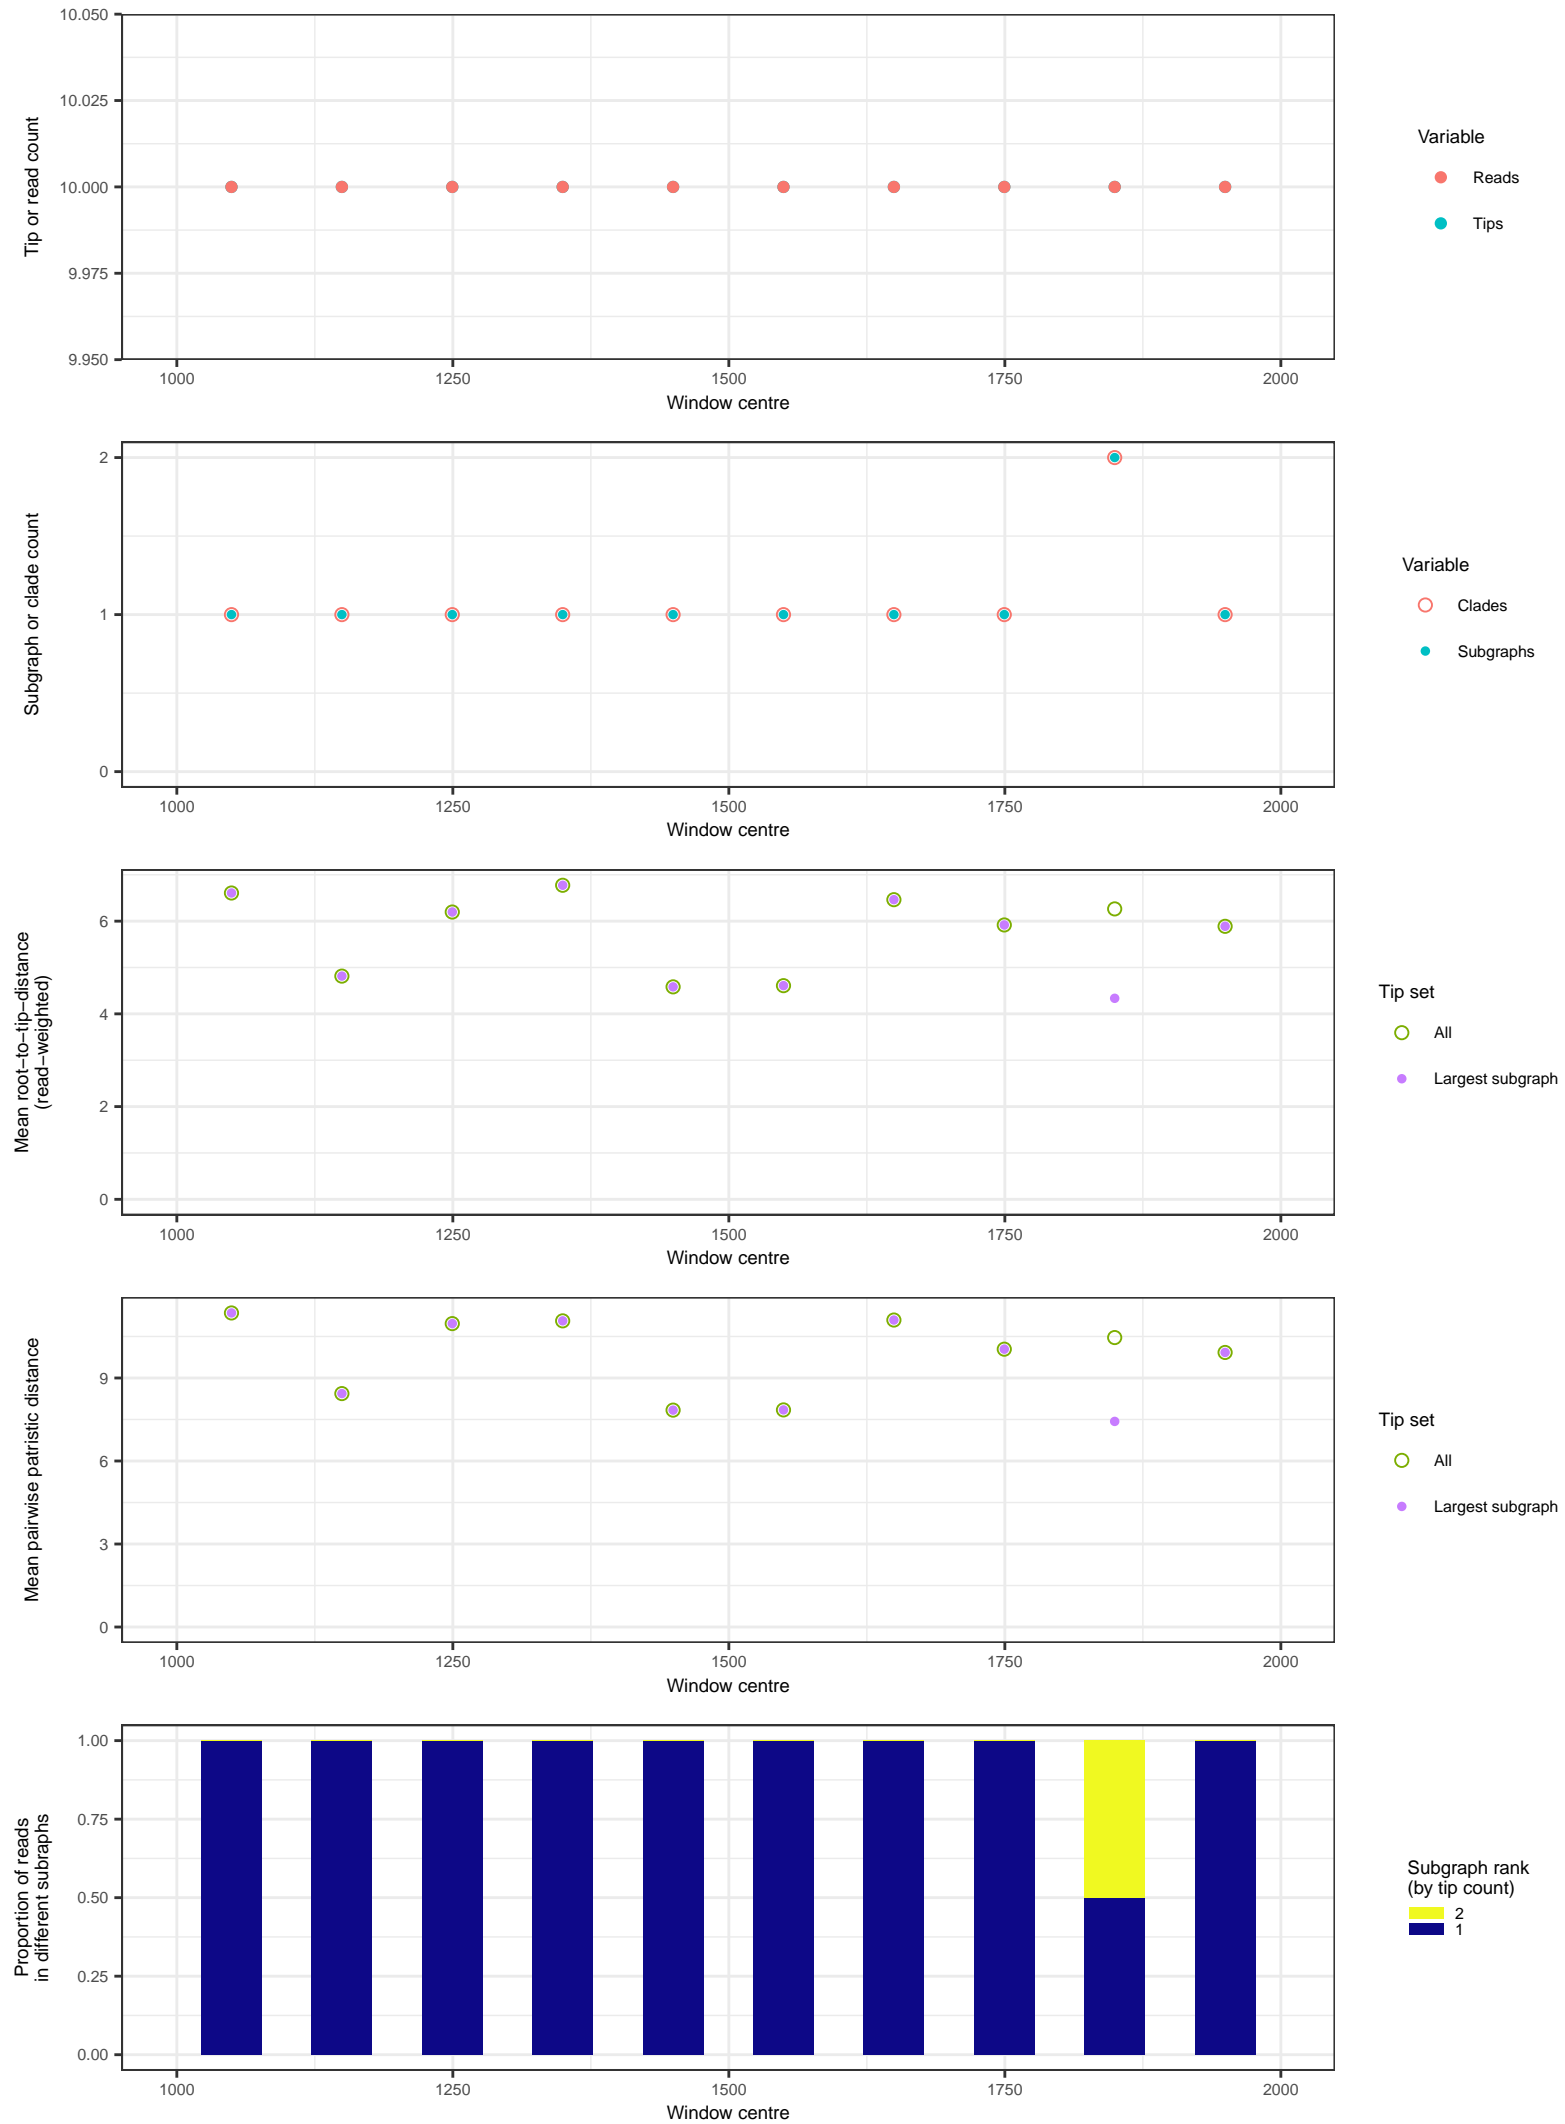 10.050
10.025
10.000
9.975
9.950
Tip or read count
1000 1250 1500 1750 2000
Window centre
Variable
Reads
Tips
2
1
0
Subgraph or clade count
1000 1250 1500 1750 2000
Window centre
Variable
Clades
Subgraphs
6
4
2
0
Mean root−to−tip−distance
(read−weighted)
1000 1250 1500 1750 2000
Window centre
Tip set
All
Largest subgraph
9
6
3
0
Mean pairwise patristic distance
1000 1250 1500 1750 2000
Window centre
Tip set
All
Largest subgraph
1.00
0.75
0.50
0.25
0.00
Proportion of reads
in different subraphs
1000 1250 1500 1750 2000
Window centre
Subgraph rank
(by tip count)
2
1